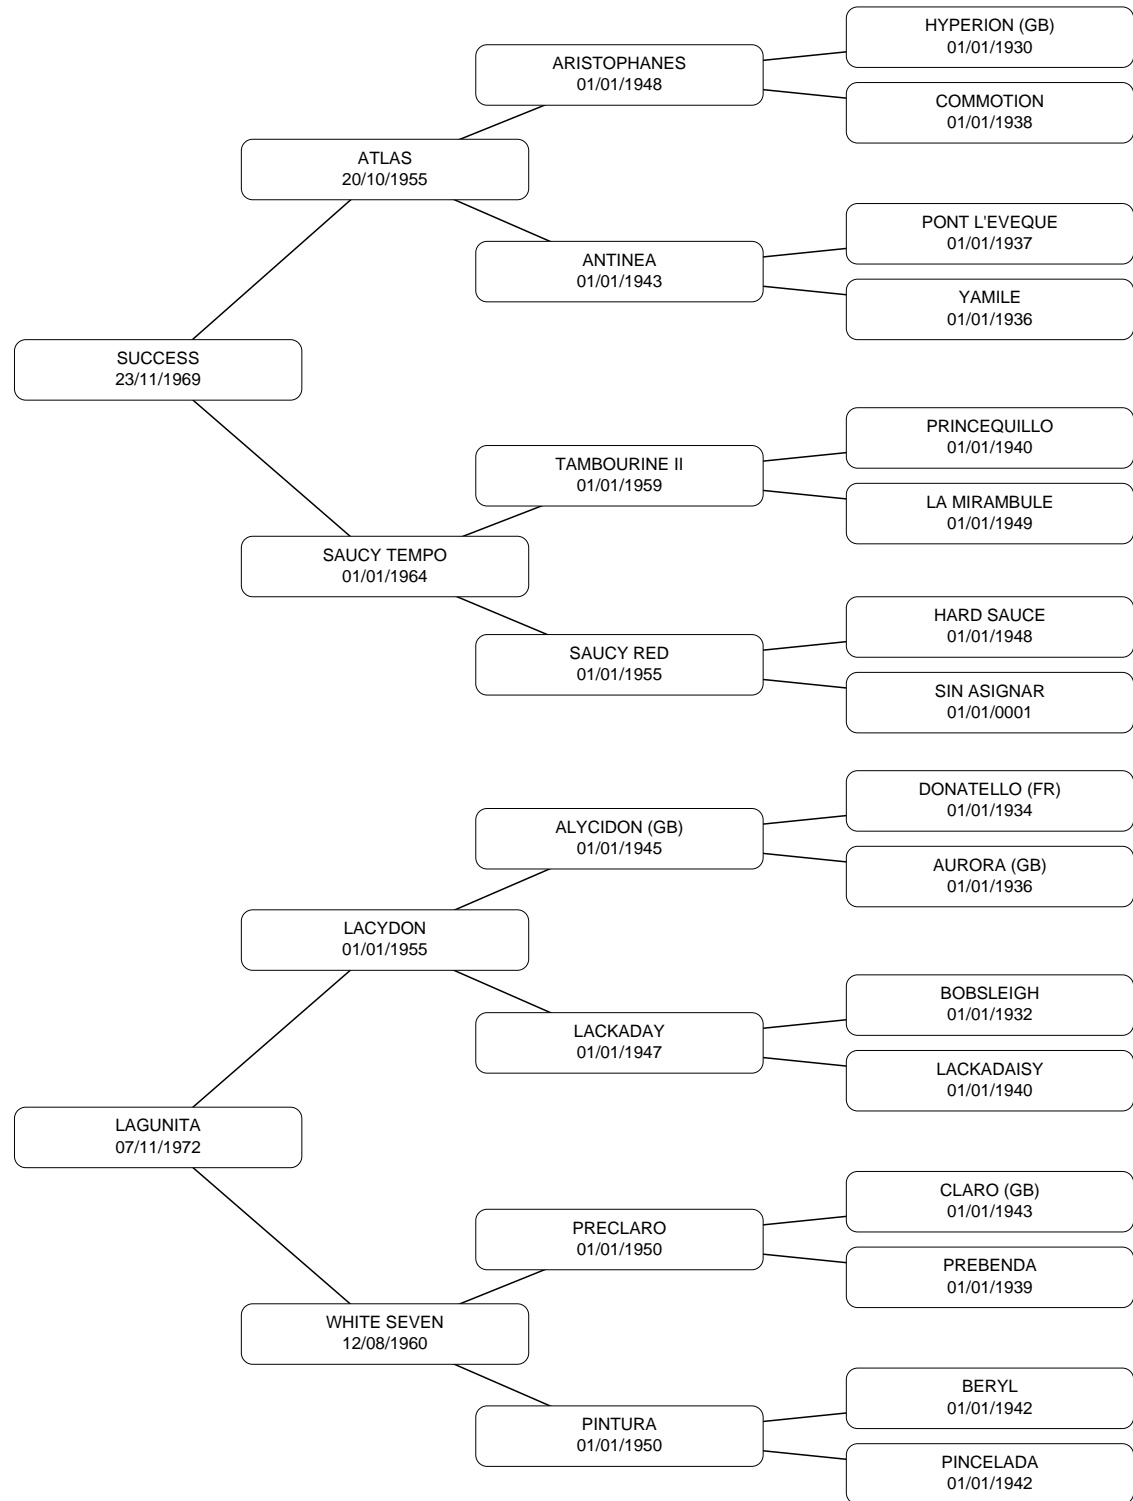 HYPERION (GB)
01/01/1930
ARISTOPHANES
01/01/1948
COMMOTION
01/01/1938
ATLAS
20/10/1955
PONT L'EVEQUE
01/01/1937
ANTINEA
01/01/1943
YAMILE
01/01/1936
SUCCESS
23/11/1969
PRINCEQUILLO
01/01/1940
TAMBOURINE II
01/01/1959
LA MIRAMBULE
01/01/1949
SAUCY TEMPO
01/01/1964
HARD SAUCE
01/01/1948
SAUCY RED
01/01/1955
SIN ASIGNAR
01/01/0001
DONATELLO (FR)
01/01/1934
ALYCIDON (GB)
01/01/1945
AURORA (GB)
01/01/1936
LACYDON
01/01/1955
BOBSLEIGH
01/01/1932
LACKADAY
01/01/1947
LACKADAISY
01/01/1940
LAGUNITA
07/11/1972
CLARO (GB)
01/01/1943
PRECLARO
01/01/1950
PREBENDA
01/01/1939
WHITE SEVEN
12/08/1960
BERYL
01/01/1942
PINTURA
01/01/1950
PINCELADA
01/01/1942